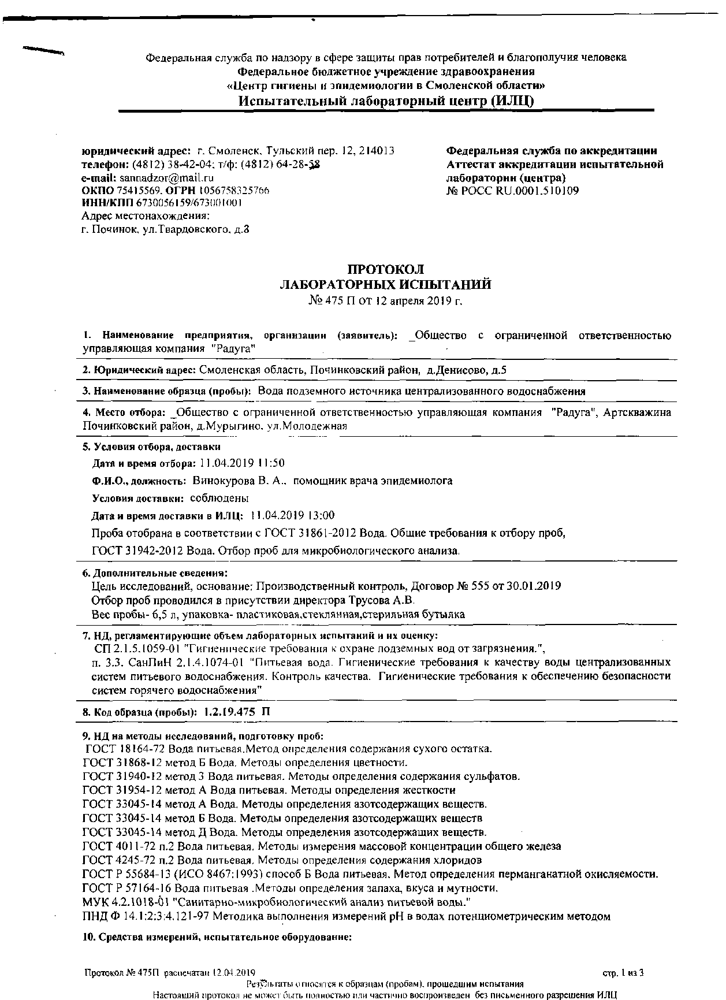 Федеральная служба по надзору в сфере защиты прав потребителей и благополучия человека
Федеральное бюджетное учреждение здравоохранения
«Центр гигиены и эпидемиологии в Смоленской области»
Испытательный лабораторный центр (ИЛЦ)
юридический адрес: г. Смоленск, Тульский пер. 12, 214013
телефон: (4812) 38-42-04; т/ф: (4812) 64-28-58
e-mail: sannadzor@mail.ru
ОКПО 75415569, ОГРН 1056758325766
ИНН/КПП 6730056159/673001001
Адрес местонахождения:
г. Починок, ул.Твардовского, д.3
Федеральная служба по аккредитации
Аттестат аккредитации испытательной
лаборатории (центра)
№ РОСС RU.0001.510109
ПРОТОКОЛ
ЛАБОРАТОРНЫХ ИСПЫТАНИЙ
№ 475 П от 12 апреля 2019 г.
1. Наименование предприятия, организации (заявитель): _Общество с ограниченной ответственностью
управляющая компания "Радуга"
2. Юридический адрес: Смоленская область, Починковский район, д.Денисово, д.5
3. Наименование образца (пробы): Вода подземного источника централизованного водоснабжения
4. Место отбора: _Общество с ограниченной ответственностью управляющая компания "Радуга", Артскважина
Починковский район, д.Мурыгино, ул.Молодежная
5. Условия отбора, доставки
Дата и время отбора: 11.04.2019 11:50
Ф.И.О., должность: Винокурова В. А., помощник врача эпидемиолога
Условия доставки: соблюдены
Дата и время доставки в ИЛЦ: 11.04.2019 13:00
Проба отобрана в соответствии с ГОСТ 31861-2012 Вода. Общие требования к отбору проб,
ГОСТ 31942-2012 Вода. Отбор проб для микробиологического анализа.
6. Дополнительные сведения:
Цель исследований, основание: Производственный контроль, Договор № 555 от 30.01.2019
Отбор проб проводился в присутствии директора Трусова А.В.
Вес пробы- 6,5 л, упаковка- пластиковая,стеклянная,стерильная бутылка
7. НД, регламентирующие объем лабораторных испытаний и их оценку:
СП 2.1.5.1059-01 "Гигиенические требования к охране подземных вод от загрязнения.",
п. 3.3. СанПиН 2.1.4.1074-01 "Питьевая вода. Гигиенические требования к качеству воды централизованных
систем питьевого водоснабжения. Контроль качества. Гигиенические требования к обеспечению безопасности
систем горячего водоснабжения"
8. Код образца (пробы): 1.2.19.475 П
9. НД на методы исследований, подготовку проб:
ГОСТ 18164-72 Вода питьевая.Метод определения содержания сухого остатка.
ГОСТ 31868-12 метод Б Вода. Методы определения цветности.
ГОСТ 31940-12 метод 3 Вода питьевая. Методы определения содержания сульфатов.
ГОСТ 31954-12 метод А Вода питьевая. Методы определения жесткости
ГОСТ 33045-14 метод А Вода. Методы определения азотсодержащих веществ.
ГОСТ 33045-14 метод Б Вода. Методы определения азотсодержащих веществ
ГОСТ 33045-14 метод Д Вода. Методы определения азотсодержащих веществ.
ГОСТ 4011-72 п.2 Вода питьевая. Методы измерения массовой концентрации общего железа
ГОСТ 4245-72 п.2 Вода питьевая. Методы определения содержания хлоридов
ГОСТ Р 55684-13 (ИСО 8467:1993) способ Б Вода питьевая. Метод определения перманганатной окисляемости.
ГОСТ Р 57164-16 Вода питьевая .Методы определения запаха, вкуса и мутности.
МУК 4.2.1018-01 "Санитарно-микробиологический анализ питьевой воды."
ПНД Ф 14.1:2:3:4.121-97 Методика выполнения измерений pH в водах потенциометрическим методом
10. Средства измерений, испытательное оборудование:
Протокол № 475П распечатан 12.04.2019
стр. 1 из 3
Результаты относятся к образцам (пробам), прошедшим испытания
Настоящий протокол не может быть полностью или частично воспроизведен без письменного разрешения ИЛЦ